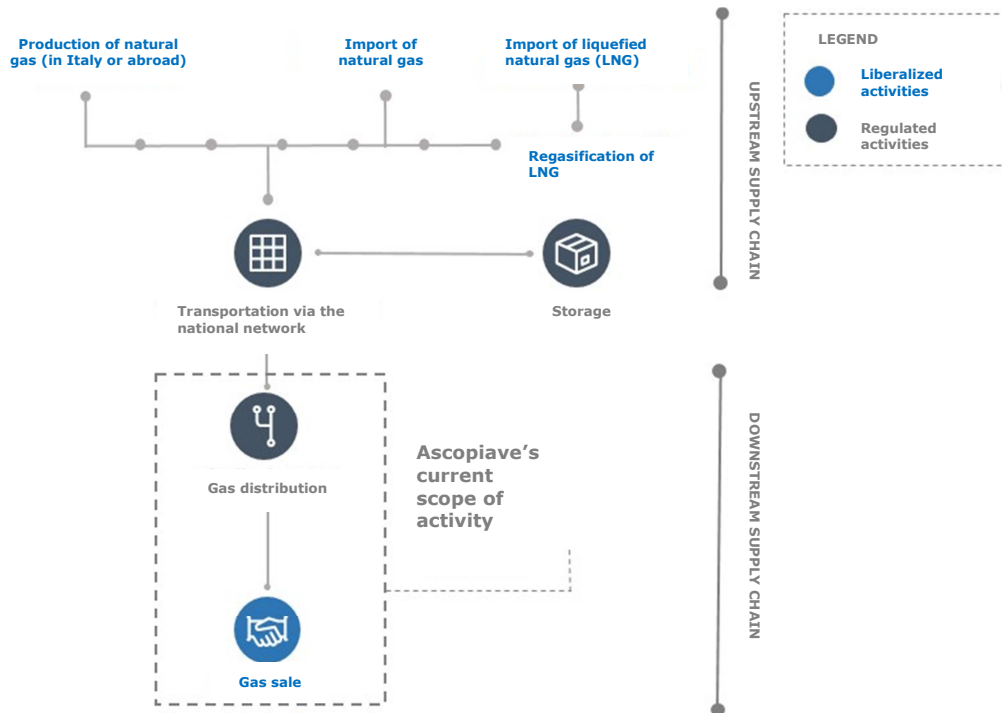 Production of natural
gas (in Italy or abroad)
Import of
natural gas
Import of liquefied
natural gas (LNG)
LEGEND
Liberalized
activities
Regulated
activities
Regasification of
LNG
UPSTREAM SUPPLY CHAIN
Transportation via the
national network
Storage
Gas distribution
Ascopiave’s
current
scope of
activity
DOWNSTREAM SUPPLY CHAIN
Gas sale